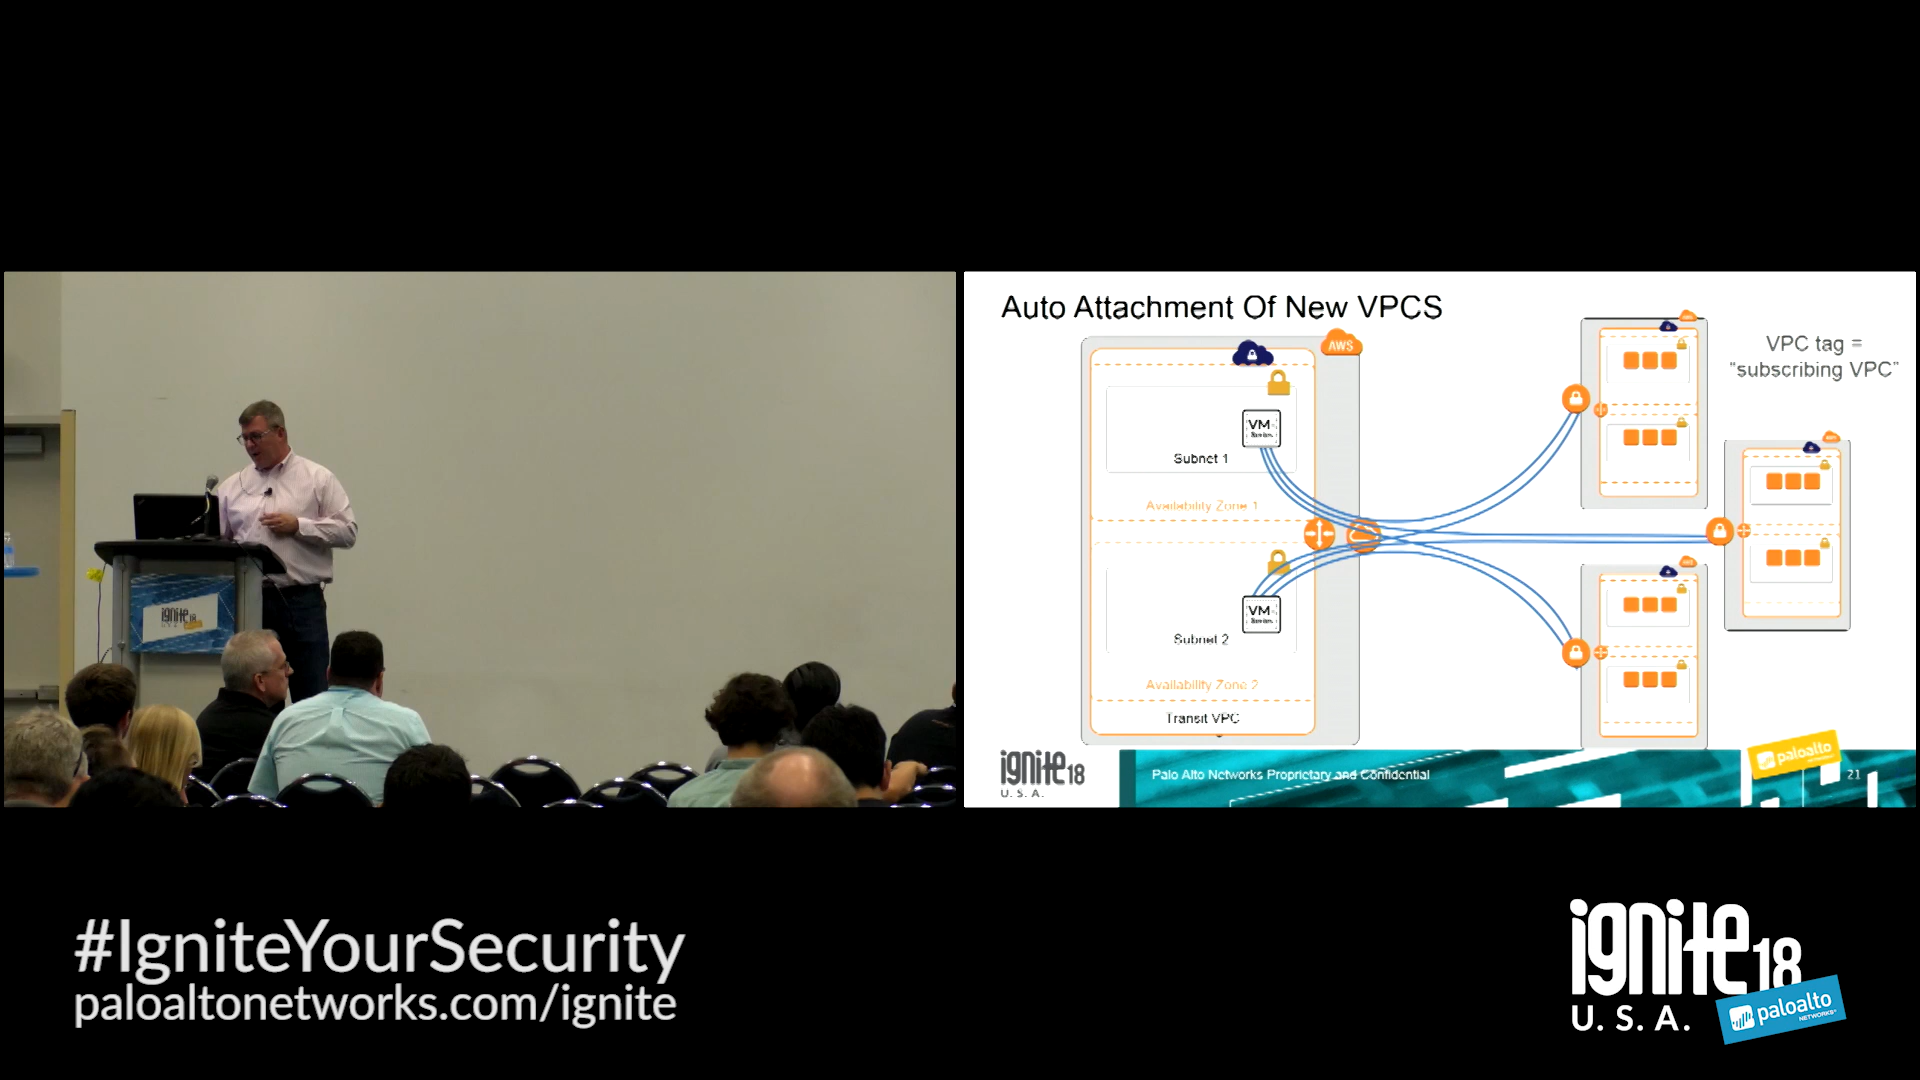 Auto Attachment Of New VPCS
AWS
VPC tag =
"subscribing VPC"
VM
Subnet 1
Availability Zone 1
VM
Subnet 2
Availability Zone 2
Transit VPC
ignite18
U. S. A.
Palo Alto Networks Proprietary and Confidential
paloalto
21
ignite18
U. S. A.
#IgniteYourSecurity
paloaltonetworks.com/ignite
ignite18
U. S. A.
paloalto
NETWORKS